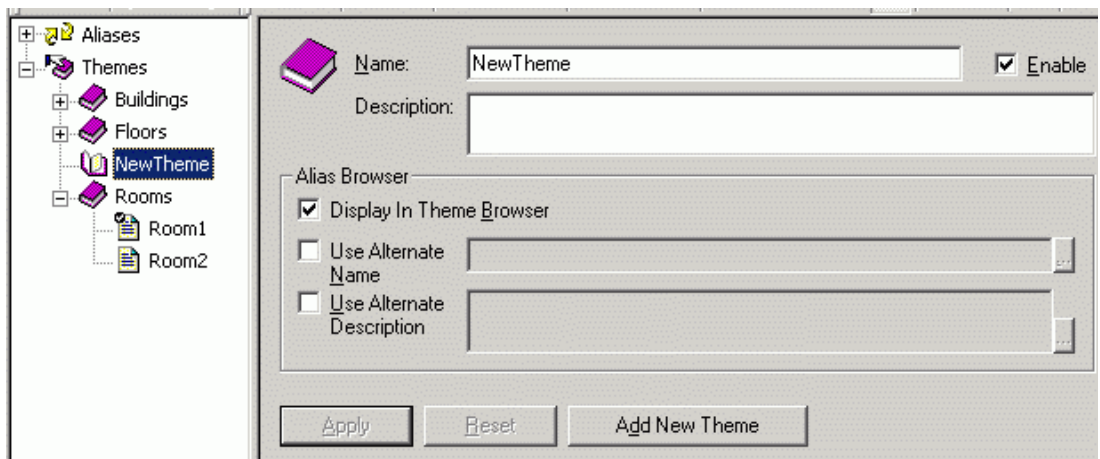 Aliases
Themes
Buildings
Floors
NewTheme
Rooms
Room1
Room2
Name:
NewTheme
Enable
Description:
Alias Browser
Display In Theme Browser
Use Alternate
Name
...
Use Alternate
Description
...
Apply
Reset
Add New Theme